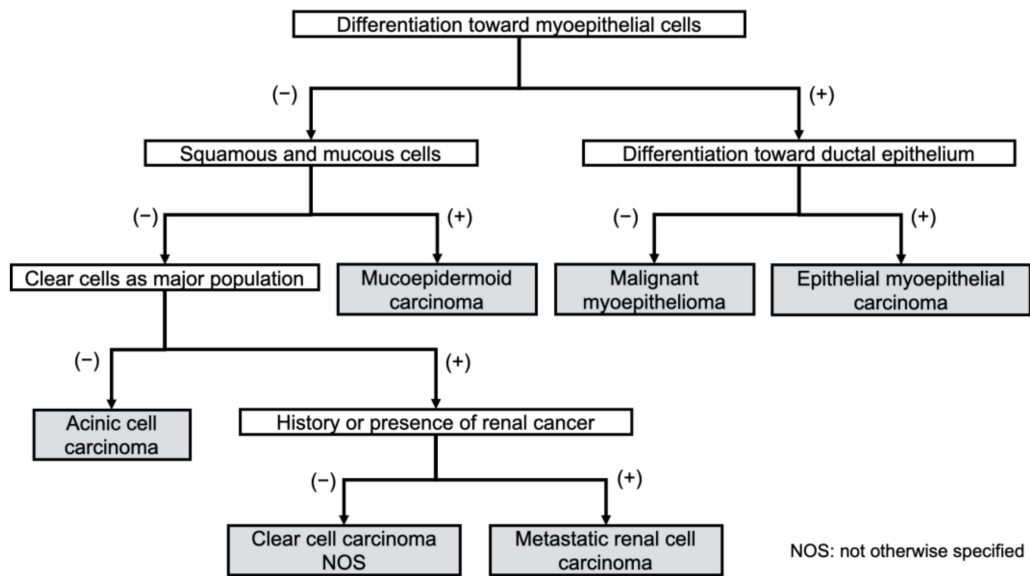 Differentiation toward myoepithelial cells
(−)
(+)
Squamous and mucous cells
Differentiation toward ductal epithelium
(−)
(+)
(−)
(+)
Clear cells as major population
Mucoepidermoid
carcinoma
Malignant
myoepithelioma
Epithelial myoepithelial
carcinoma
(−)
(+)
Acinic cell
carcinoma
History or presence of renal cancer
(−)
(+)
Clear cell carcinoma
NOS
Metastatic renal cell
carcinoma
NOS: not otherwise specified